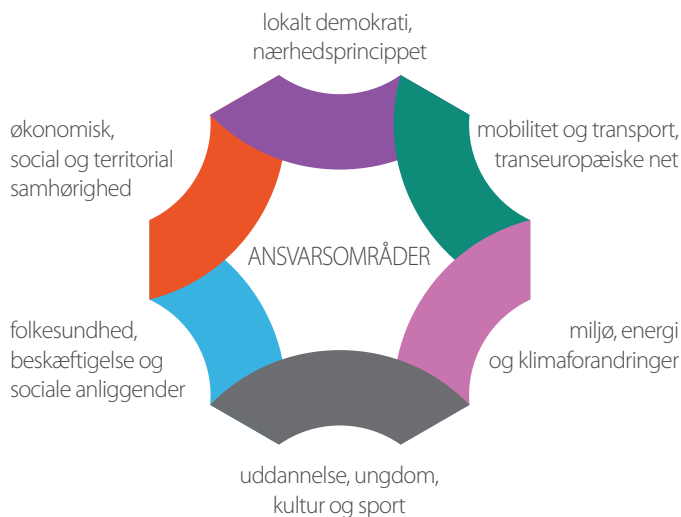 lokalt demokrati,
nærhedsprincippet
økonomisk,
social og territorial
samhørighed
mobilitet og transport,
transeuropæiske net
ANSVARSOMRÅDER
folkesundhed,
beskæftigelse og
sociale anliggender
miljø, energi
og klimaforandringer
uddannelse, ungdom,
kultur og sport